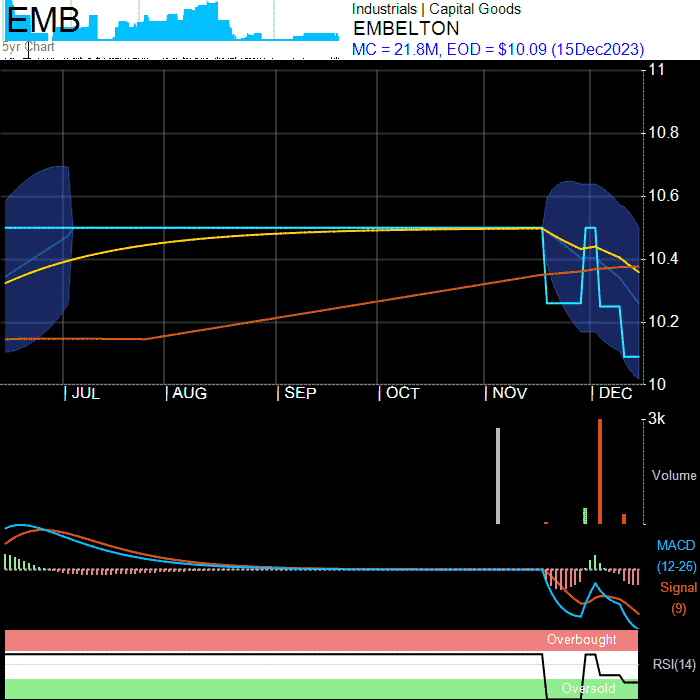 EMB
5yr Chart
Industrials | Capital Goods
EMBELTON
MC = 21.8M, EOD = $10.09 (15Dec2023)
11
10.8
10.6
10.4
10.2
10
JUL
AUG
SEP
OCT
NOV
DEC
3k
Volume
MACD
(12-26)
Signal
(9)
Overbought
RSI(14)
Oversold